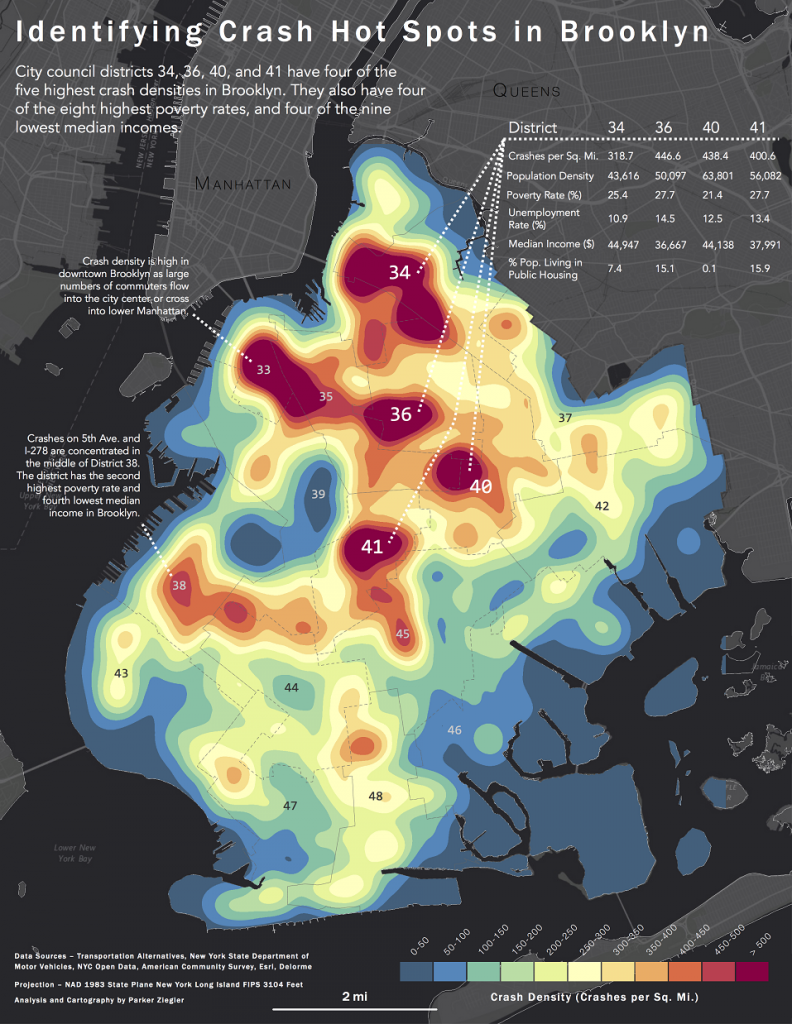 Identifying Crash Hot Spots in Brooklyn
City council districts 34, 36, 40, and 41 have four of the
five highest crash densities in Brooklyn. They also have four
of the eight highest poverty rates, and four of the nine
lowest median incomes.
QUEENS
MANHATTAN
NEW JERSEY
NEW YORK
District 34 36 40 41
Crashes per Sq. Mi. 318.7 446.6 438.4 400.6
Population Density 43,616 50,097 63,801 56,082
Poverty Rate (%) 25.4 27.7 21.4 27.7
Unemployment
Rate (%) 10.9 14.5 12.5 13.4
Median Income ($) 44,947 36,667 44,138 37,991
% Pop. Living in
Public Housing 7.4 15.1 0.1 15.9
Crash density is high in
downtown Brooklyn as large
numbers of commuters flow
into the city center or cross
into lower Manhattan.
34
33
35
36
37
Crashes on 5th Ave. and
I-278 are concentrated in
the middle of District 38.
The district has the second
highest poverty rate and
fourth lowest median
income in Brooklyn.
39
40
42
41
38
45
43
44
46
47
48
Lower New
York Bay
Data Sources – Transportation Alternatives, New York State Department of
Motor Vehicles, NYC Open Data, American Community Survey, Esri, Delorme
Projection – NAD 1983 State Plane New York Long Island FIPS 3104 Feet
Analysis and Cartography by Parker Ziegler
2 mi
0-50 50-100 100-150 150-200 200-250 250-300 300-350 350-400 400-450 450-500 > 500
Crash Density (Crashes per Sq. Mi.)